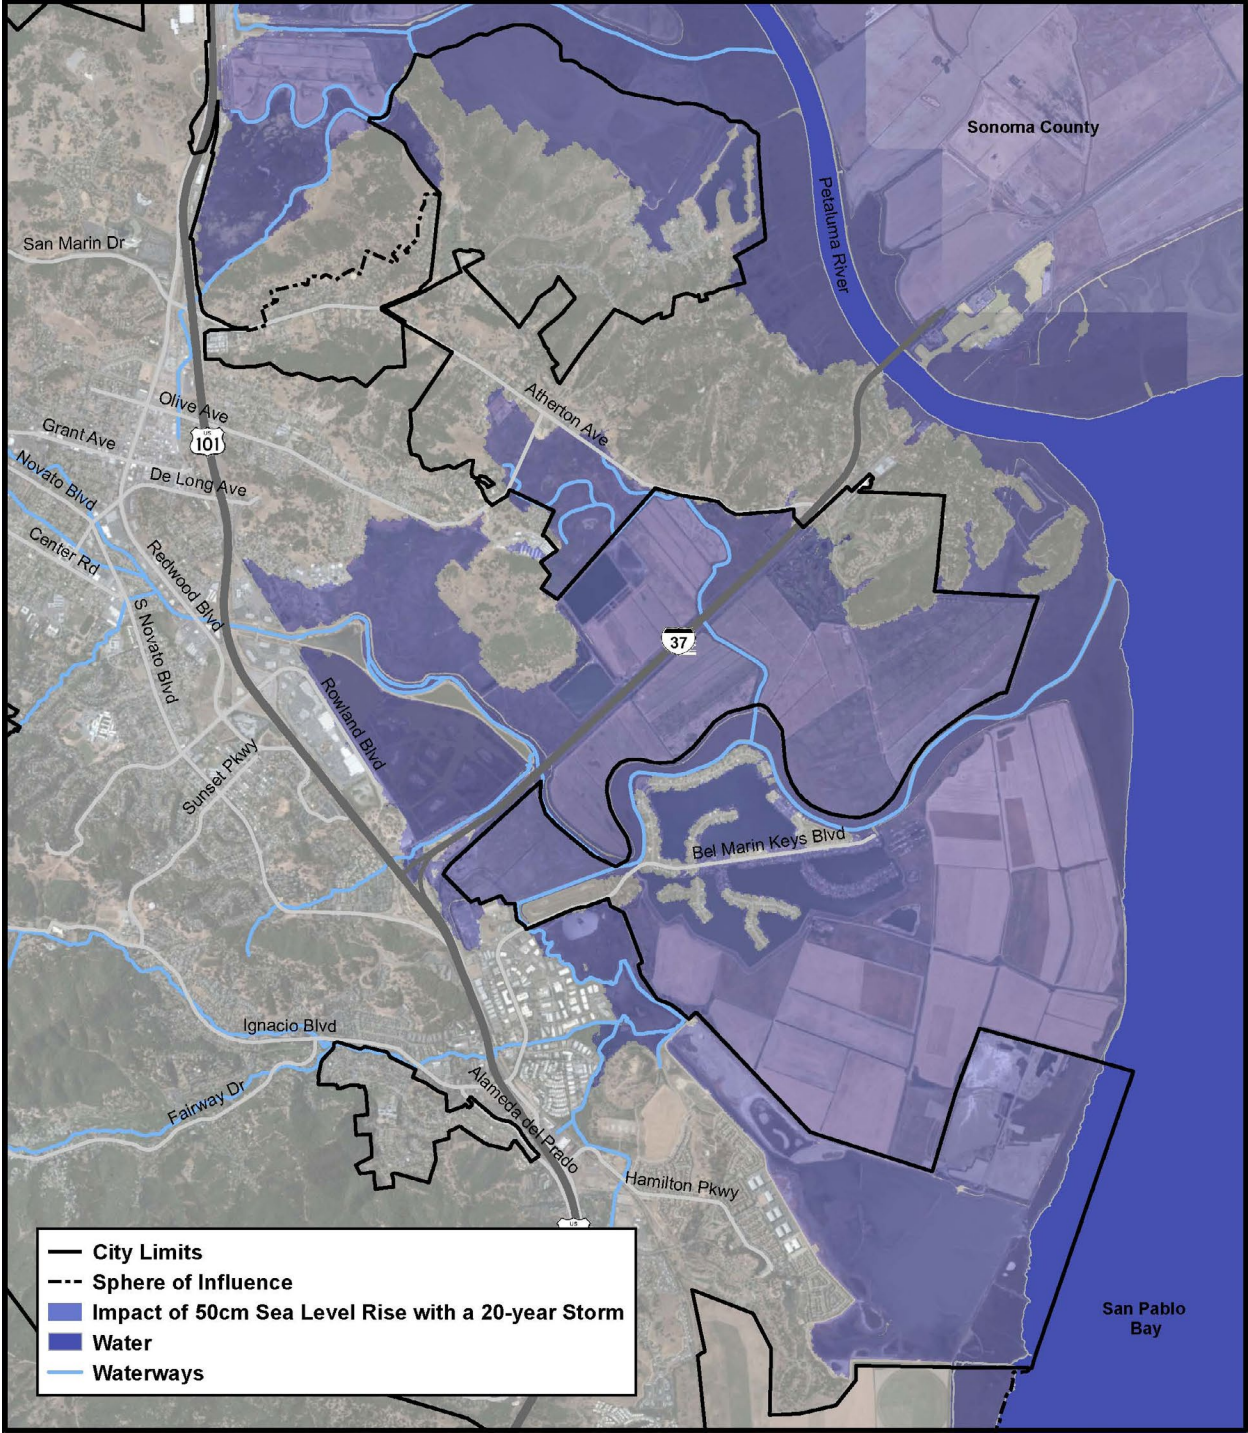 Sonoma County
Petaluma River
San Marin Dr
Olive Ave
Atherton Ave
Grant Ave
US
101
Novato Blvd
De Long Ave
Center Rd
Redwood Blvd
S Novato Blvd
37
Rowland Blvd
Sunset Pkwy
Bel Marin Keys Blvd
Ignacio Blvd
Fairway Dr
Alameda del Prado
Hamilton Pkwy
US
City Limits
Sphere of Influence
Impact of 50cm Sea Level Rise with a 20-year Storm
Water
Waterways
San Pablo
Bay